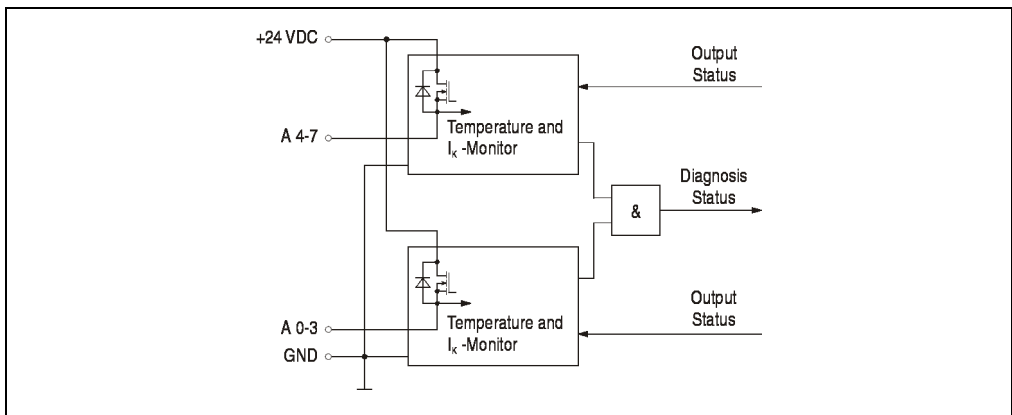 +24 VDC
Output
Status
A 4-7
Temperature and
Iₖ -Monitor
Diagnosis
Status
&
Output
Status
A 0-3
Temperature and
Iₖ -Monitor
GND